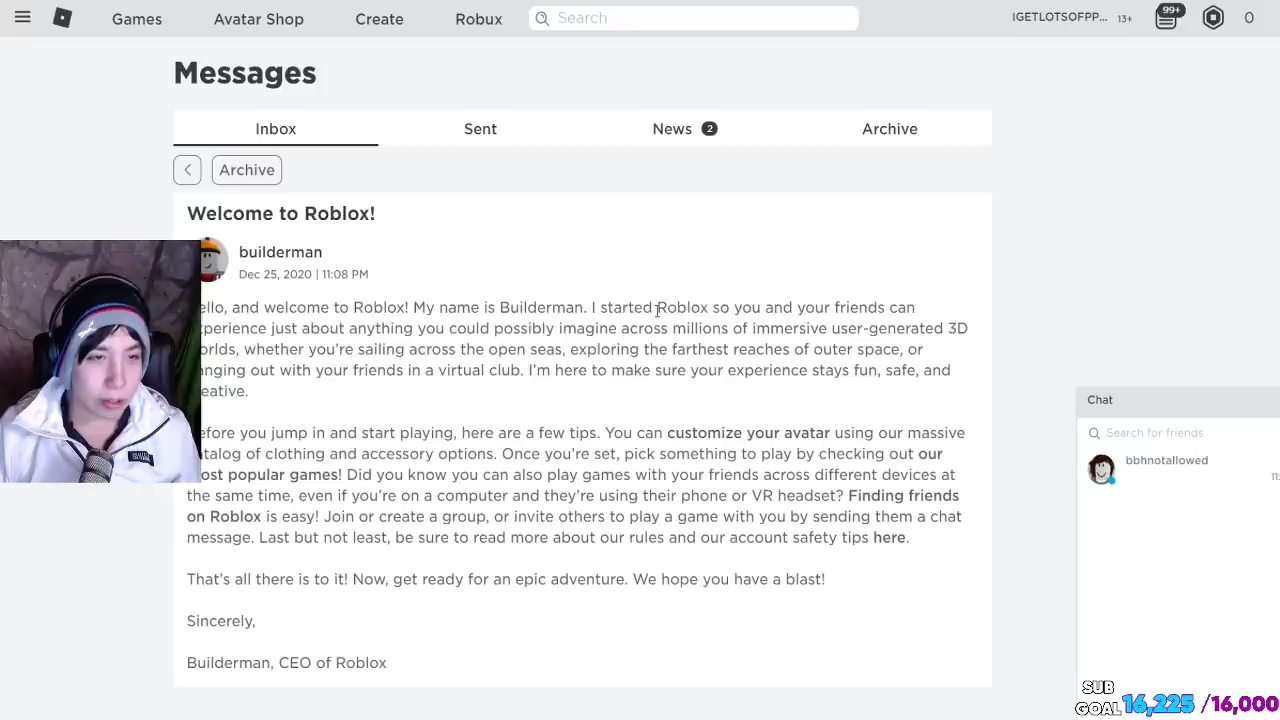 Games Avatar Shop Create Robux Search IGETLOTSOFPP... 13+ 99+ 0
Messages
Inbox Sent News 2 Archive
Archive
Welcome to Roblox!
builderman
Dec 25, 2020 | 11:08 PM
ello, and welcome to Roblox! My name is Builderman. I started Roblox so you and your friends can
xperience just about anything you could possibly imagine across millions of immersive user-generated 3D
orlds, whether you're sailing across the open seas, exploring the farthest reaches of outer space, or
anging out with your friends in a virtual club. I'm here to make sure your experience stays fun, safe, and
eative.
efore you jump in and start playing, here are a few tips. You can customize your avatar using our massive
atalog of clothing and accessory options. Once you're set, pick something to play by checking out our
ost popular games! Did you know you can also play games with your friends across different devices at
the same time, even if you're on a computer and they're using their phone or VR headset? Finding friends
on Roblox is easy! Join or create a group, or invite others to play a game with you by sending them a chat
message. Last but not least, be sure to read more about our rules and our account safety tips here.
That's all there is to it! Now, get ready for an epic adventure. We hope you have a blast!
Sincerely,
Builderman, CEO of Roblox
Chat
Search for friends
bbhnotallowed
11:
SUB
GOAL 16,225 /16,000